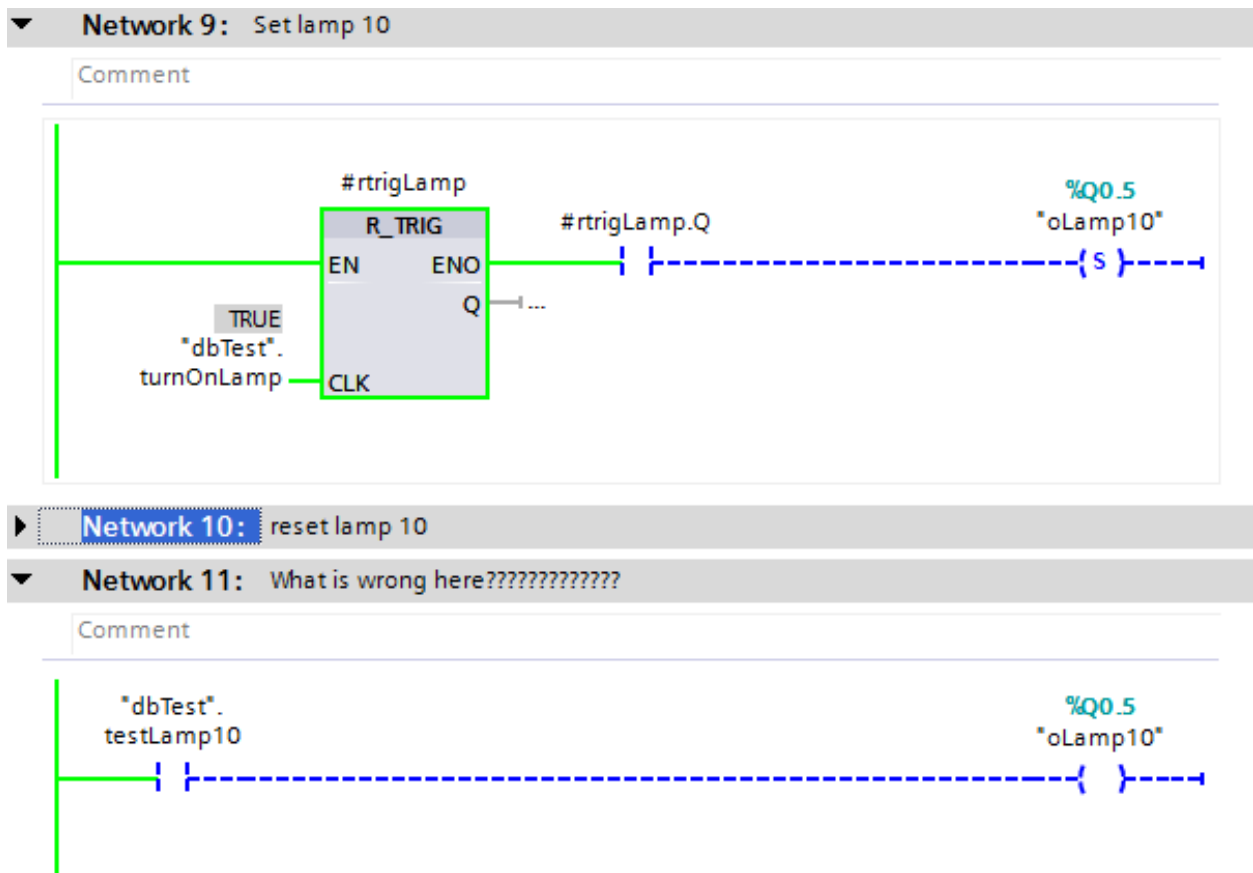 Network 9: Set lamp 10
Comment
#rtrigLamp
R_TRIG
EN ENO
Q ...
TRUE
"dbTest".
turnOnLamp
CLK
#rtrigLamp.Q
%Q0.5
"oLamp10"
S
Network 10: reset lamp 10
Network 11: What is wrong here?????????????
Comment
"dbTest".
testLamp10
%Q0.5
"oLamp10"